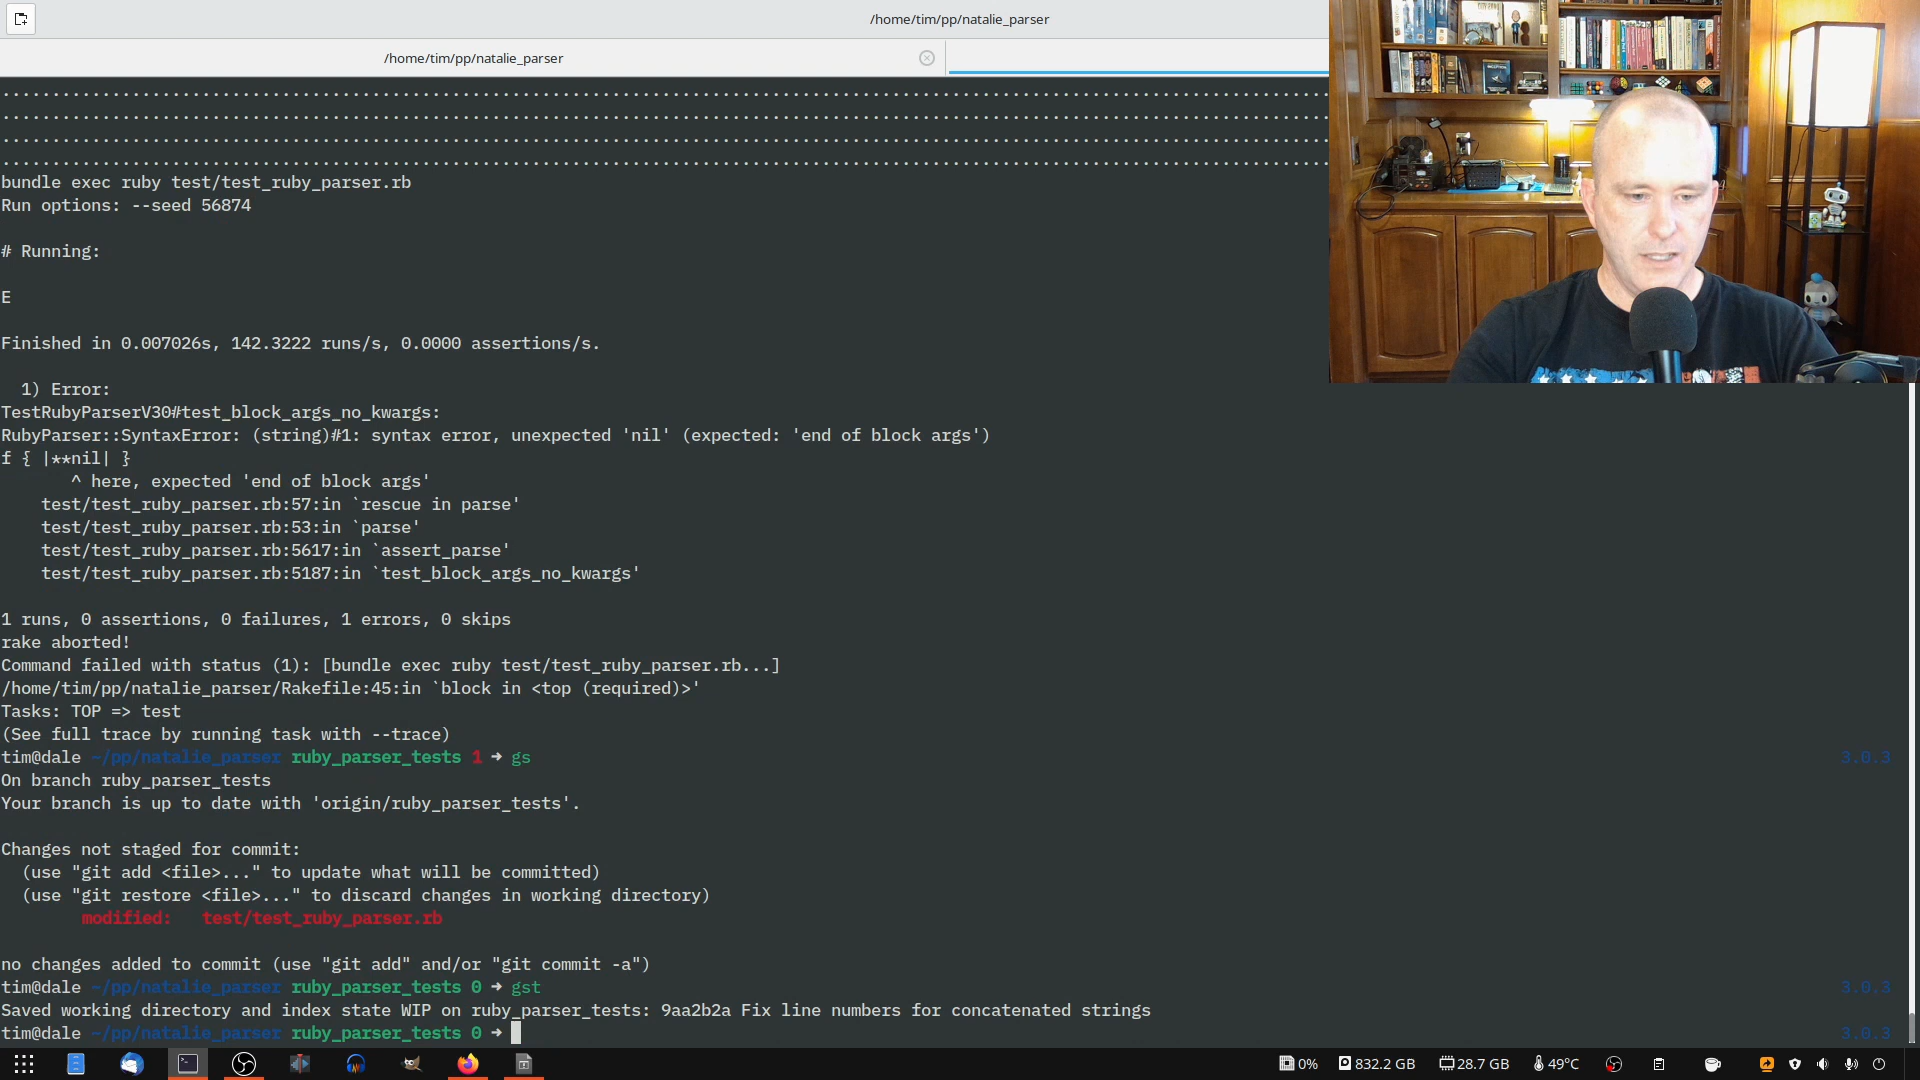 /home/tim/pp/natalie_parser
/home/tim/pp/natalie_parser
bundle exec ruby test/test_ruby_parser.rb
Run options: --seed 56874
# Running:
E
Finished in 0.007026s, 142.3222 runs/s, 0.0000 assertions/s.
1) Error:
TestRubyParserV30#test_block_args_no_kwargs:
RubyParser::SyntaxError: (string)#1: syntax error, unexpected 'nil' (expected: 'end of block args')
f { |**nil| }
^ here, expected 'end of block args'
test/test_ruby_parser.rb:57:in `rescue in parse'
test/test_ruby_parser.rb:53:in `parse'
test/test_ruby_parser.rb:5617:in `assert_parse'
test/test_ruby_parser.rb:5187:in `test_block_args_no_kwargs'
1 runs, 0 assertions, 0 failures, 1 errors, 0 skips
rake aborted!
Command failed with status (1): [bundle exec ruby test/test_ruby_parser.rb...]
/home/tim/pp/natalie_parser/Rakefile:45:in `block in <top (required)>'
Tasks: TOP => test
(See full trace by running task with --trace)
tim@dale ~/pp/natalie_parser ruby_parser_tests 1 → gs 3.0.3
On branch ruby_parser_tests
Your branch is up to date with 'origin/ruby_parser_tests'.
Changes not staged for commit:
(use "git add <file>..." to update what will be committed)
(use "git restore <file>..." to discard changes in working directory)
modified: test/test_ruby_parser.rb
no changes added to commit (use "git add" and/or "git commit -a")
tim@dale ~/pp/natalie_parser ruby_parser_tests 0 → gst 3.0.3
Saved working directory and index state WIP on ruby_parser_tests: 9aa2b2a Fix line numbers for concatenated strings
tim@dale ~/pp/natalie_parser ruby_parser_tests 0 → 3.0.3
0% 832.2 GB 28.7 GB 49°C